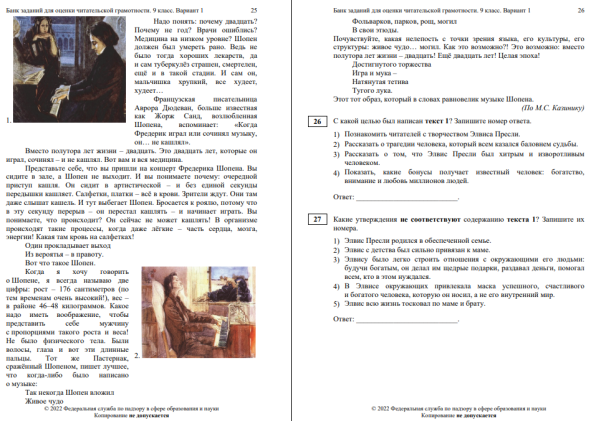 Банк заданий для оценки читательской грамотности. 9 класс. Вариант 1 25
Надо понять: почему двадцать?
Почему не год? Врачи ошиблись?
Медицина на низком уровне? Шопен
должен был умереть рано. Ведь не
было тогда хороших лекарств, да
и сам туберкулёз страшен, смертелен,
ещё и в такой стадии. И сам он,
мальчишка хрупкий, все худеет,
худеет…
Французская писательница
Аврора Дюдеван, больше известная
как Жорж Санд, возлюбленная
Шопена, вспоминает: «Когда
Фредерик играл или сочинял музыку,
он… не кашлял».
1.
Вместо полутора лет жизни – двадцать. Это двадцать лет, которые он
играл, сочинял – и не кашлял. Вот вам и вся медицина.
Представьте себе, что вы пришли на концерт Фредерика Шопена. Вы
сидите в зале, а Шопен не выходит. И вы понимаете почему: очередной
приступ кашля. Он сидит в артистической – и без единой секунды
передышки кашляет. Салфетки, платки – всё в крови. Зрители ждут. Они там
даже слышат кашель. И тут выбегает Шопен. Бросается к роялю, потому что
в эту секунду прерыв – он перестал кашлять – и начинает играть. Вы
понимаете, что происходит? Он сейчас не может кашлять! В организме
происходят такие процессы, когда даже лёгкие – часть сердца, мозга,
энергии! Какая там кровь на салфетках!
Один прокладывает выход
Из вероятья – в правоту.
Вот что такое Шопен.
Когда я хочу говорить
о Шопене, я всегда называю две
цифры: рост – 176 сантиметров (по
тем временам очень высокий!), вес –
в районе 46–48 килограммов. Какое
надо иметь воображение, чтобы
представить себе мужчину
с пропорциями такого роста и веса!
Не было физического тела. Были
волосы, глаза и вот эти длинные
пальцы. Тот же Пастернак,
сражённый Шопеном, пишет лучшее,
что когда-либо было написано
о музыке:
2.
Так некогда Шопен вложил
Живое чудо
© 2022 Федеральная служба по надзору в сфере образования и науки
Копирование не допускается
Банк заданий для оценки читательской грамотности. 9 класс. Вариант 1 26
Фольварков, парков, рощ, могил
В свои этюды.
Почувствуйте, какая нелепость с точки зрения языка, его культуры, его
структуры: живое чудо… могил. Как это возможно?! Это возможно: вместо
полутора лет жизни – двадцать! Ещё двадцать лет! Целая эпоха!
Достигнутого торжества
Игра и мука –
Натянутая тетива
Тугого лука.
Этот тот образ, который в словах равновелик музыке Шопена.
(По М.С. Казинику)
26 С какой целью был написан текст 1? Запишите номер ответа.
1) Познакомить читателей с творчеством Элвиса Пресли.
2) Рассказать о трагедии человека, который всем казался баловнем судьбы.
3) Рассказать о том, что Элвис Пресли был хитрым и изворотливым
человеком.
4) Показать, какие бонусы получает известный человек: богатство,
внимание и любовь миллионов людей.
Ответ: ____________________.
27 Какие утверждения не соответствуют содержанию текста 1? Запишите их
номера.
1) Элвис Пресли родился в обеспеченной семье.
2) Элвис с детства был сильно привязан к маме.
3) Элвису было легко строить отношения с окружающими его людьми:
будучи богатым, он делал им щедрые подарки, раздавал деньги, помогал
всем, кто в этом нуждался.
4) В Элвисе окружающих привлекала маска успешного, счастливого
и богатого человека, которую он носил, а не его внутренний мир.
5) Элвис всю жизнь тосковал по маме и брату.
Ответ: ____________________.
© 2022 Федеральная служба по надзору в сфере образования и науки
Копирование не допускается